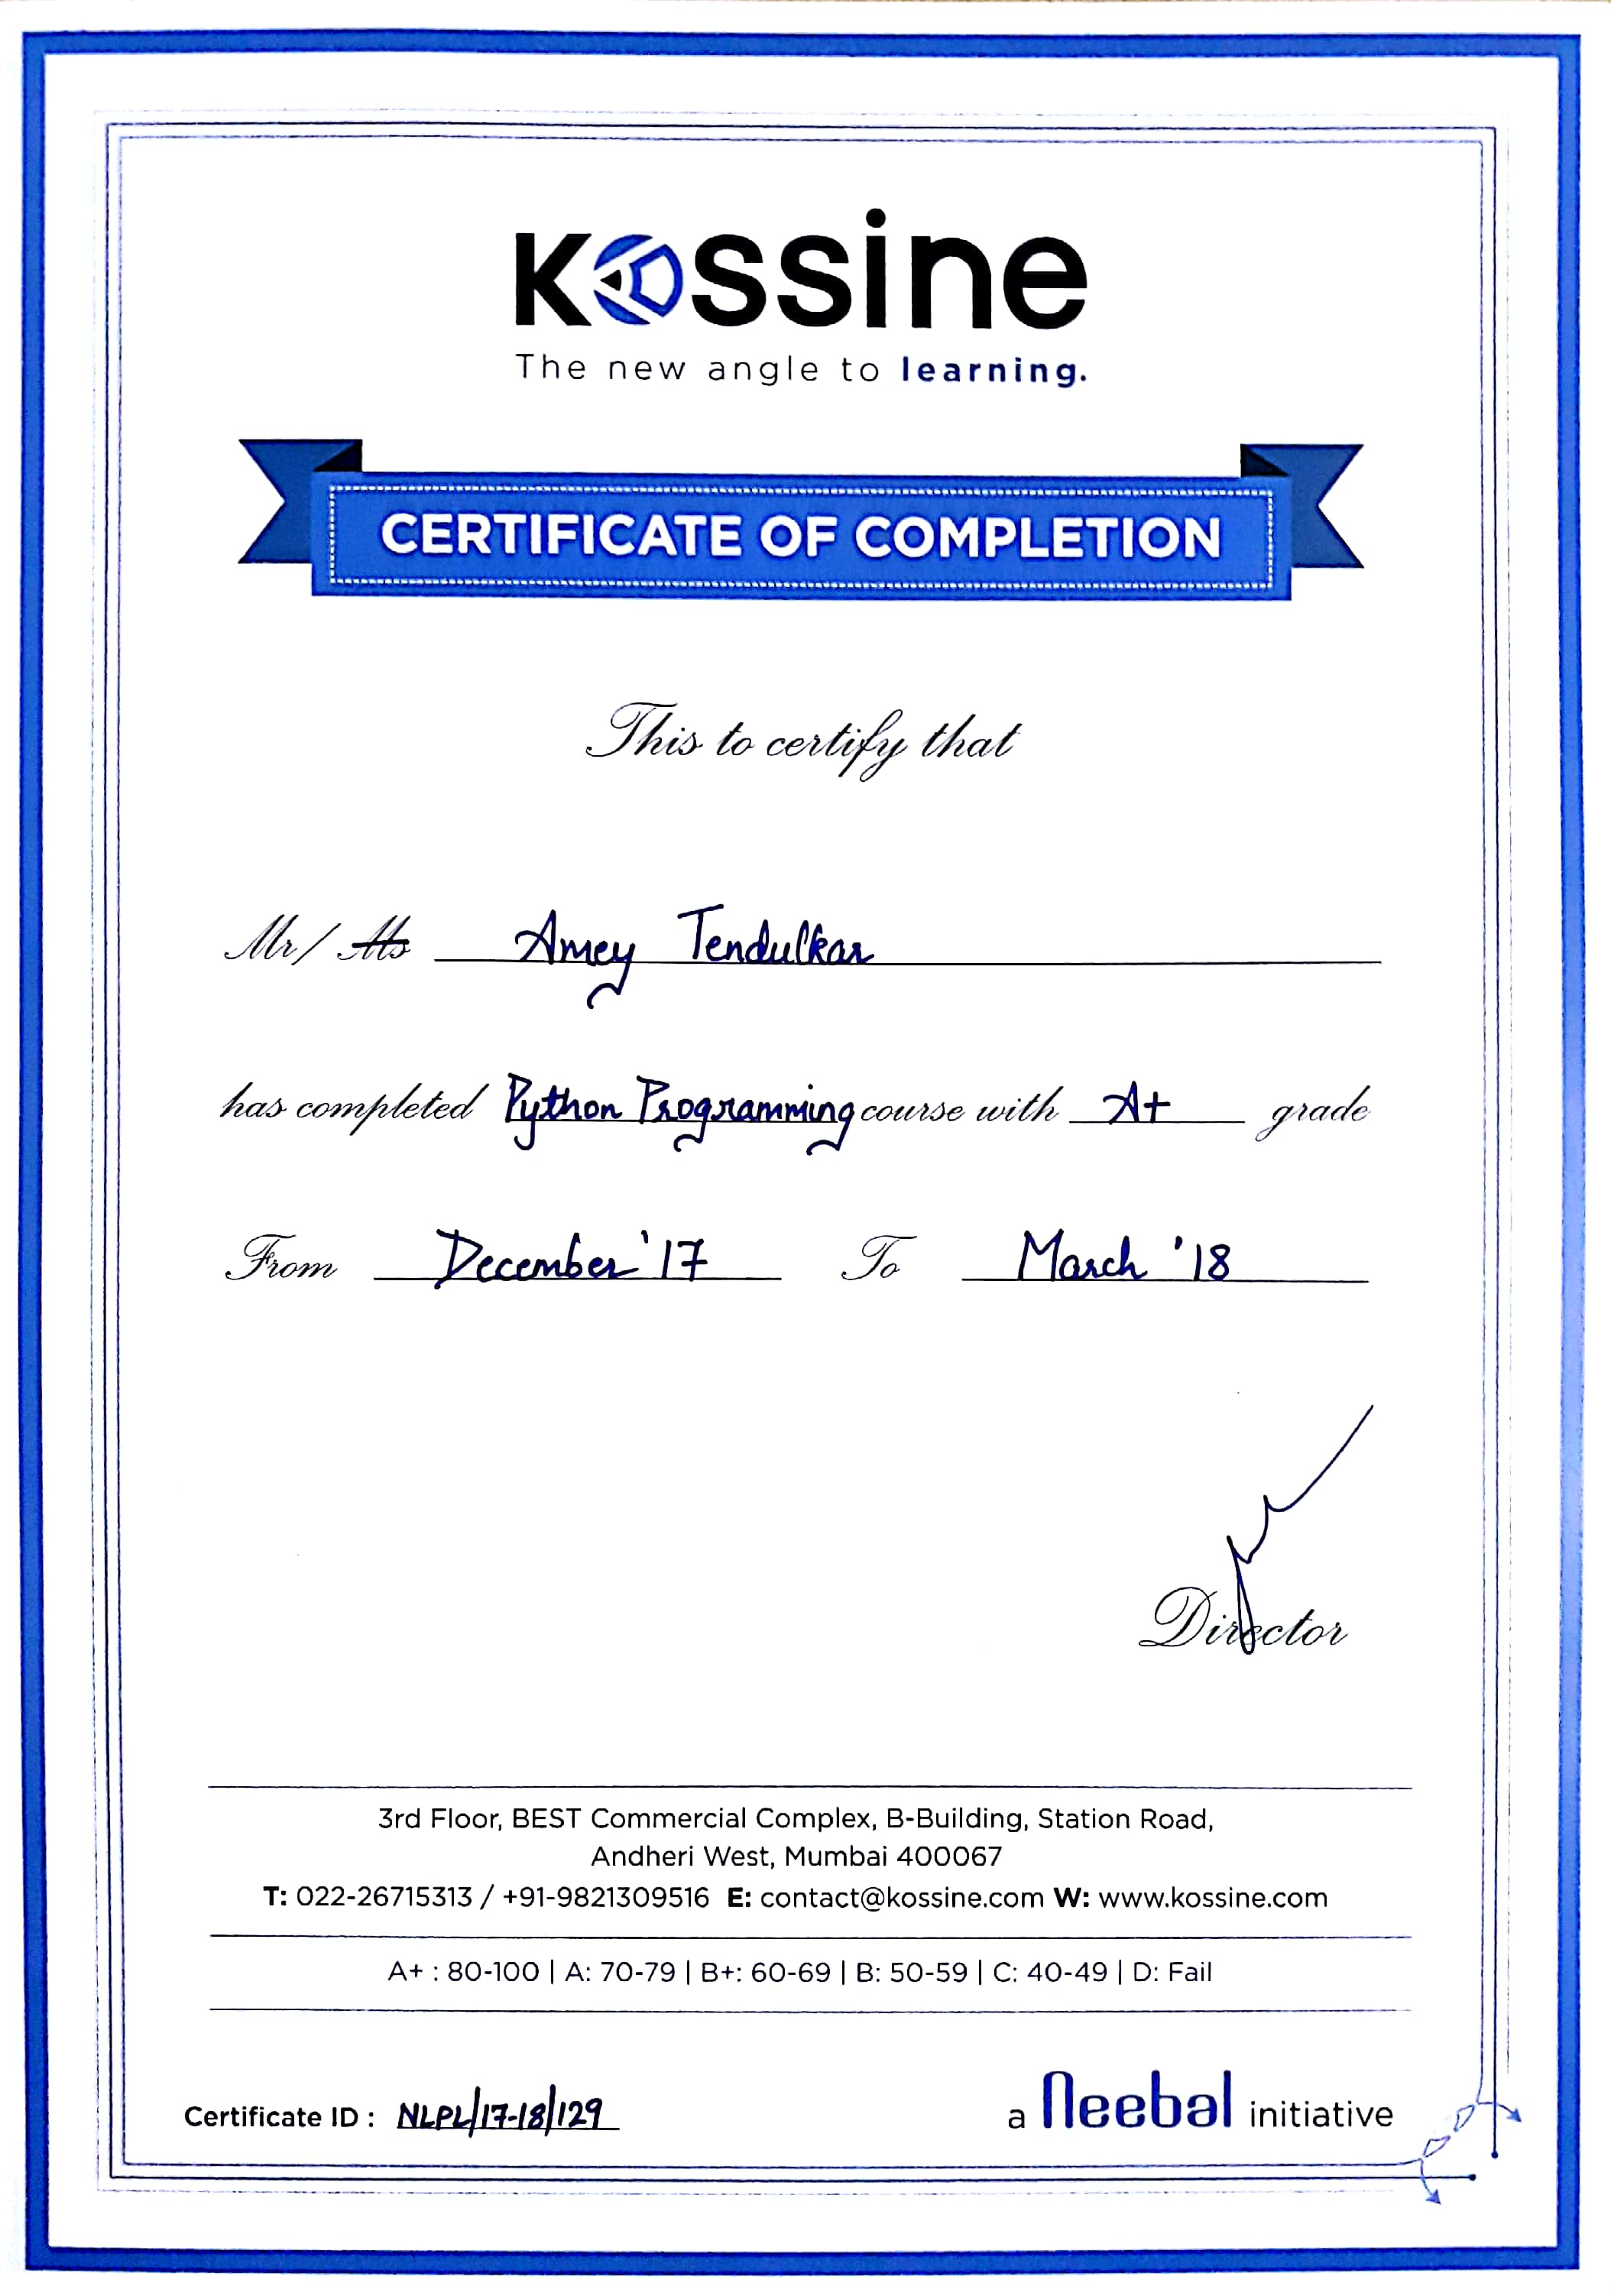 Kossine
The new angle to learning.
CERTIFICATE OF COMPLETION
This to certify that
Mr/ Ms Amey Tendulkar
has completed Python Programming course with A+ grade
From December '17 To March '18
Director
3rd Floor, BEST Commercial Complex, B-Building, Station Road,
Andheri West, Mumbai 400067
T: 022-26715313 / +91-9821309516 E: contact@kossine.com W: www.kossine.com
A+ : 80-100 | A: 70-79 | B+: 60-69 | B: 50-59 | C: 40-49 | D: Fail
Certificate ID : NLPL/17-18/129
a neebal initiative